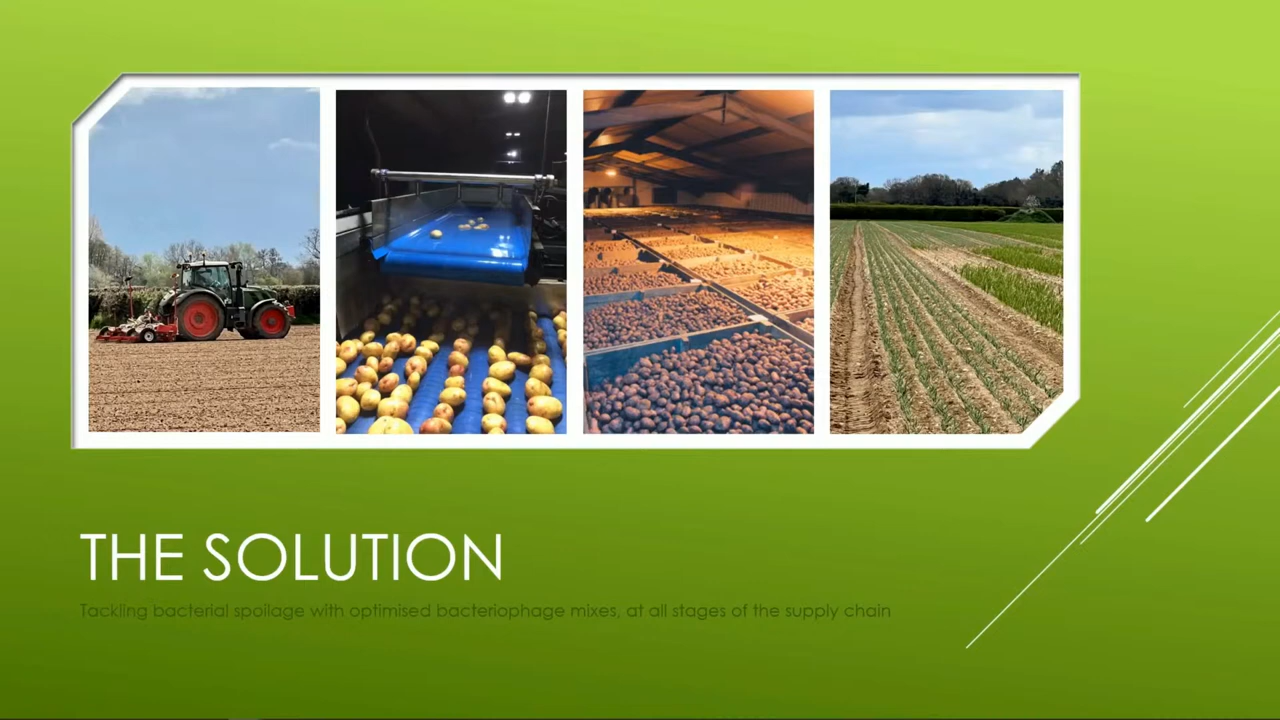 THE SOLUTION
Tackling bacterial spoilage with optimised bacteriophage mixes, at all stages of the supply chain